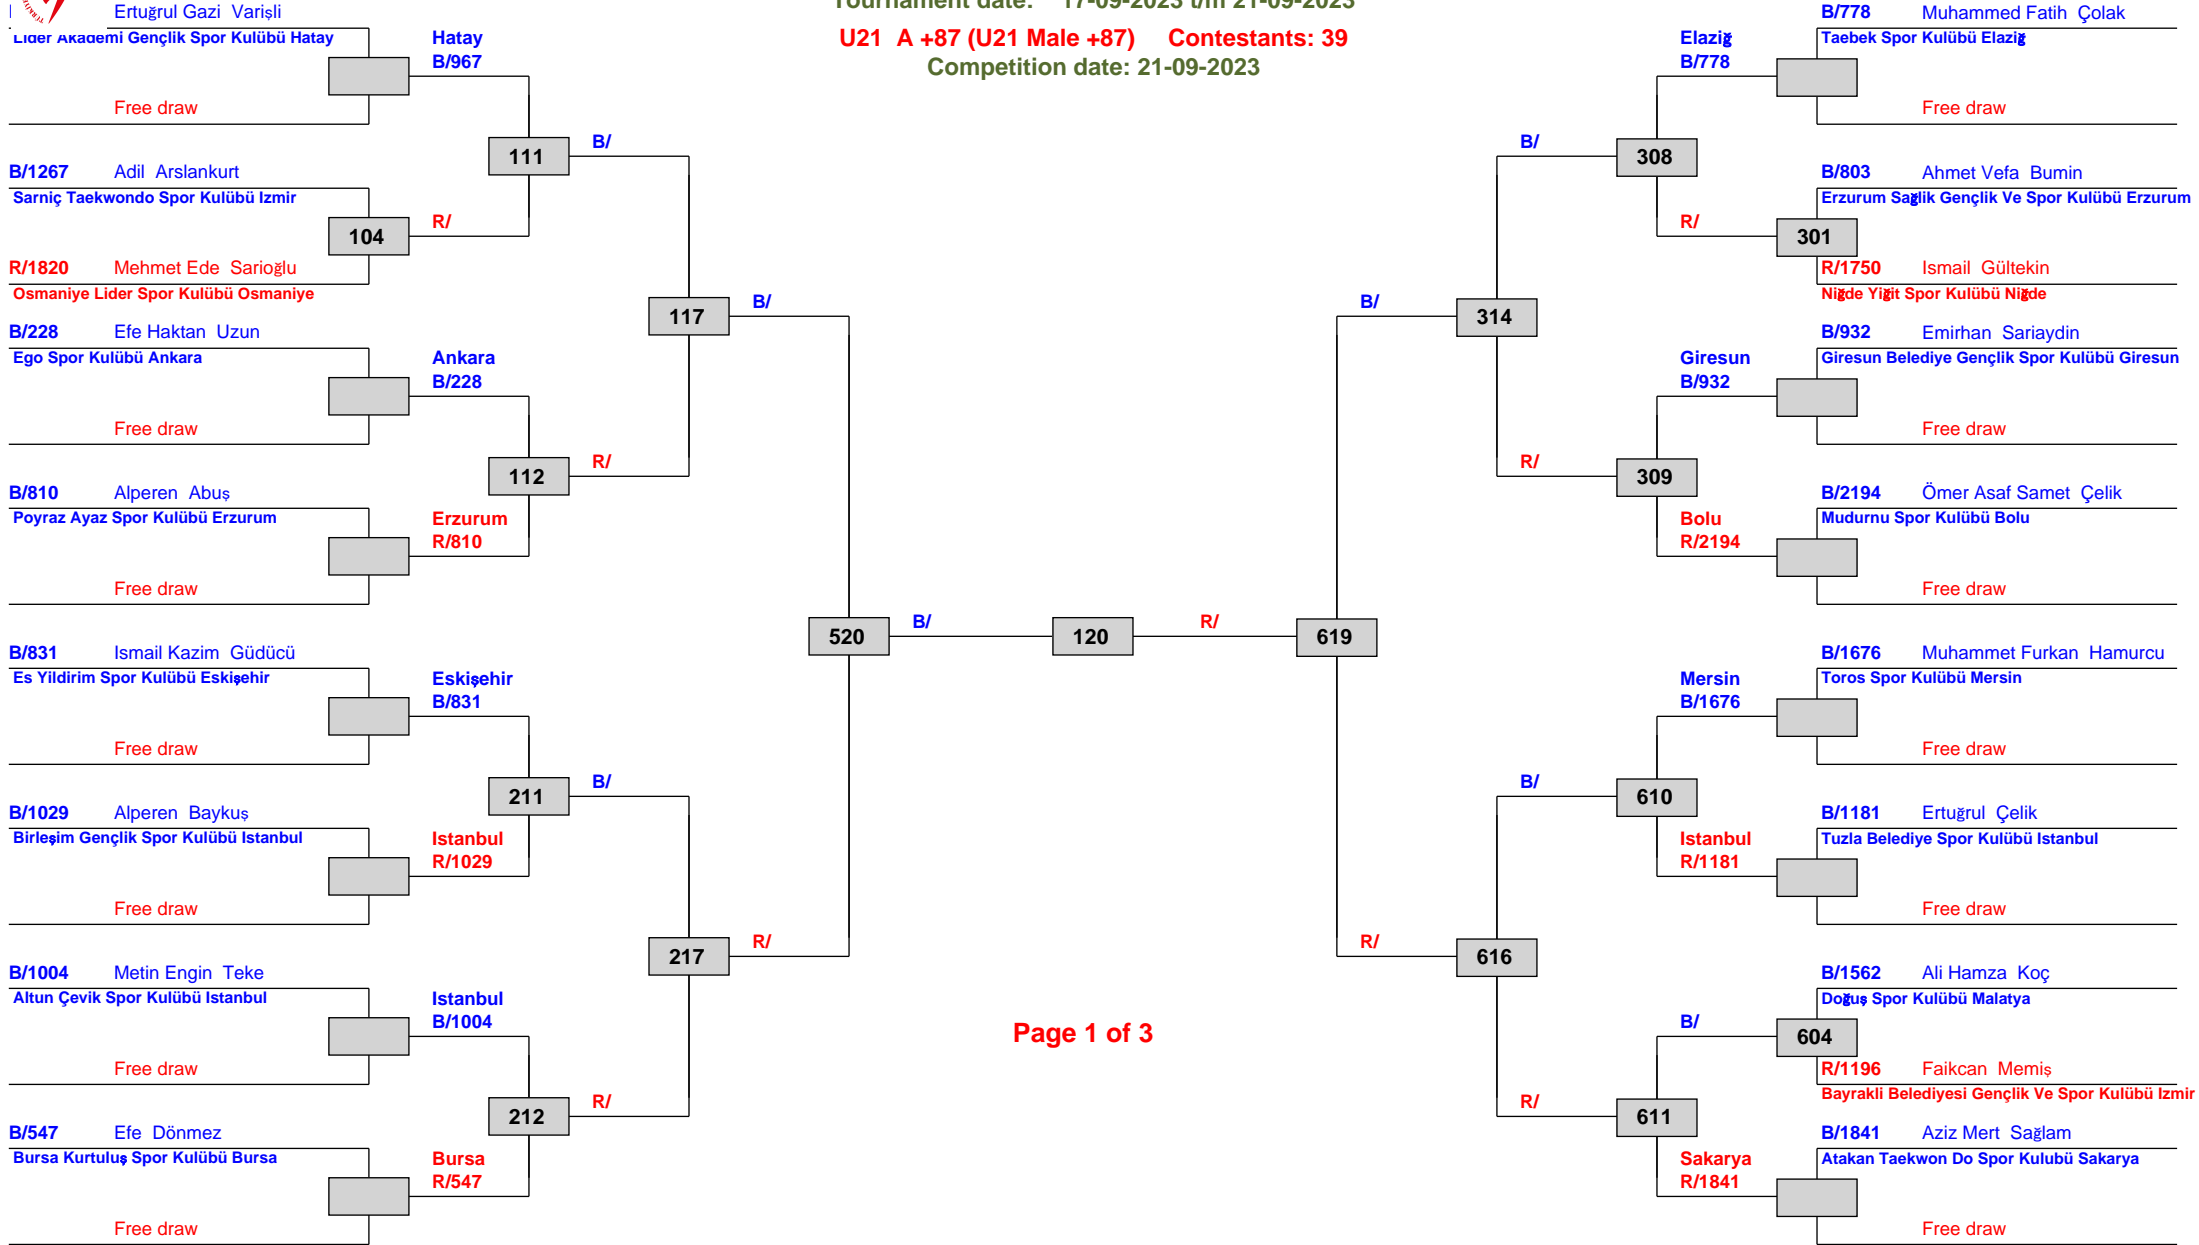 Tournament date: 17-09-2023 t/m 21-09-2023
U21 A +87 (U21 Male +87) Contestants: 39
Competition date: 21-09-2023
Ertuğrul Gazi Varişli
Lider Akademi Gençlik Spor Kulübü Hatay
Free draw
Hatay
B/967
B/1267 Adil Arslankurt
Sarniç Taekwondo Spor Kulübü Izmir
104
R/
R/1820 Mehmet Ede Sarioğlu
Osmaniye Lider Spor Kulübü Osmaniye
111
B/
B/228 Efe Haktan Uzun
Ego Spor Kulübü Ankara
Free draw
Ankara
B/228
B/810 Alperen Abuş
Poyraz Ayaz Spor Kulübü Erzurum
Free draw
Erzurum
R/810
112
R/
117
B/
B/831 Ismail Kazim Güdücü
Es Yildirim Spor Kulübü Eskişehir
Free draw
Eskişehir
B/831
B/1029 Alperen Baykuş
Birleşim Gençlik Spor Kulübü Istanbul
Free draw
Istanbul
R/1029
211
B/
B/1004 Metin Engin Teke
Altun Çevik Spor Kulübü Istanbul
Free draw
Istanbul
B/1004
B/547 Efe Dönmez
Bursa Kurtuluş Spor Kulübü Bursa
Free draw
Bursa
R/547
212
R/
217
R/
520
B/
120
R/
619
B/
R/
314
B/
R/
616
B/
R/
308
Elaziğ
B/778
R/
B/778 Muhammed Fatih Çolak
Taebek Spor Kulübü Elaziğ
Free draw
B/803 Ahmet Vefa Bumin
Erzurum Sağlik Gençlik Ve Spor Kulübü Erzurum
301
R/1750 Ismail Gültekin
Niğde Yiğit Spor Kulübü Niğde
309
Giresun
B/932
Bolu
R/2194
B/932 Emirhan Sariaydin
Giresun Belediye Gençlik Spor Kulübü Giresun
Free draw
B/2194 Ömer Asaf Samet Çelik
Mudurnu Spor Kulübü Bolu
Free draw
610
Mersin
B/1676
Istanbul
R/1181
B/1676 Muhammet Furkan Hamurcu
Toros Spor Kulübü Mersin
Free draw
B/1181 Ertuğrul Çelik
Tuzla Belediye Spor Kulübü Istanbul
Free draw
611
B/
Sakarya
R/1841
B/1562 Ali Hamza Koç
Doğuş Spor Kulübü Malatya
604
R/1196 Faikcan Memiş
Bayrakli Belediyesi Gençlik Ve Spor Kulübü Izmir
B/1841 Aziz Mert Sağlam
Atakan Taekwon Do Spor Kulubü Sakarya
Free draw
Page 1 of 3